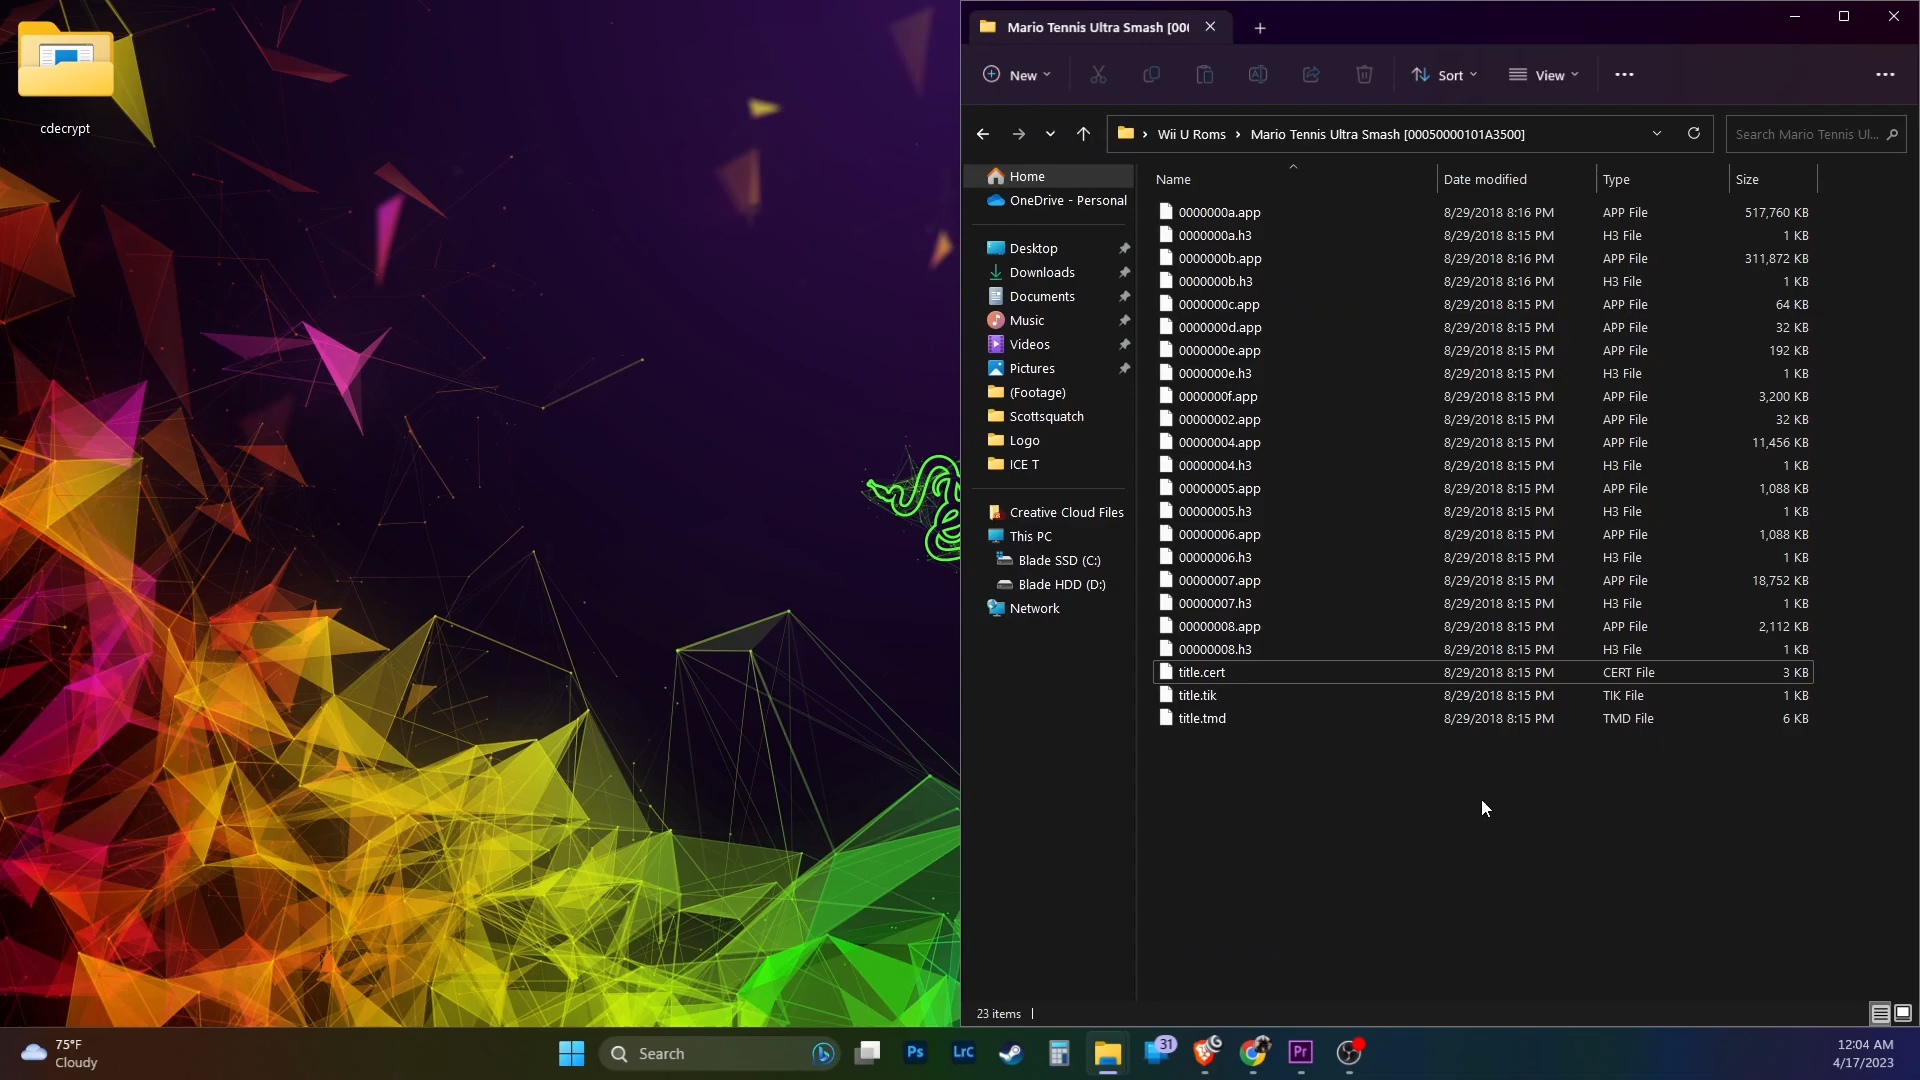 cdecrypt
Mario Tennis Ultra Smash [000
New
Sort
View
Wii U Roms
Mario Tennis Ultra Smash [00050000101A3500]
Search Mario Tennis Ul...
Home
OneDrive - Personal
Desktop
Downloads
Documents
Music
Videos
Pictures
(Footage)
Scottsquatch
Logo
ICE T
Creative Cloud Files
This PC
Blade SSD (C:)
Blade HDD (D:)
Network
Name Date modified Type Size
0000000a.app 8/29/2018 8:16 PM APP File 517,760 KB
0000000a.h3 8/29/2018 8:15 PM H3 File 1 KB
0000000b.app 8/29/2018 8:16 PM APP File 311,872 KB
0000000b.h3 8/29/2018 8:16 PM H3 File 1 KB
0000000c.app 8/29/2018 8:15 PM APP File 64 KB
0000000d.app 8/29/2018 8:15 PM APP File 32 KB
0000000e.app 8/29/2018 8:15 PM APP File 192 KB
0000000e.h3 8/29/2018 8:15 PM H3 File 1 KB
0000000f.app 8/29/2018 8:15 PM APP File 3,200 KB
00000002.app 8/29/2018 8:15 PM APP File 32 KB
00000004.app 8/29/2018 8:15 PM APP File 11,456 KB
00000004.h3 8/29/2018 8:15 PM H3 File 1 KB
00000005.app 8/29/2018 8:15 PM APP File 1,088 KB
00000005.h3 8/29/2018 8:15 PM H3 File 1 KB
00000006.app 8/29/2018 8:15 PM APP File 1,088 KB
00000006.h3 8/29/2018 8:15 PM H3 File 1 KB
00000007.app 8/29/2018 8:15 PM APP File 18,752 KB
00000007.h3 8/29/2018 8:15 PM H3 File 1 KB
00000008.app 8/29/2018 8:15 PM APP File 2,112 KB
00000008.h3 8/29/2018 8:15 PM H3 File 1 KB
title.cert 8/29/2018 8:15 PM CERT File 3 KB
title.tik 8/29/2018 8:15 PM TIK File 1 KB
title.tmd 8/29/2018 8:15 PM TMD File 6 KB
23 items
75°F
Cloudy
Search
Ps
LrC
31
Pr
12:04 AM
4/17/2023